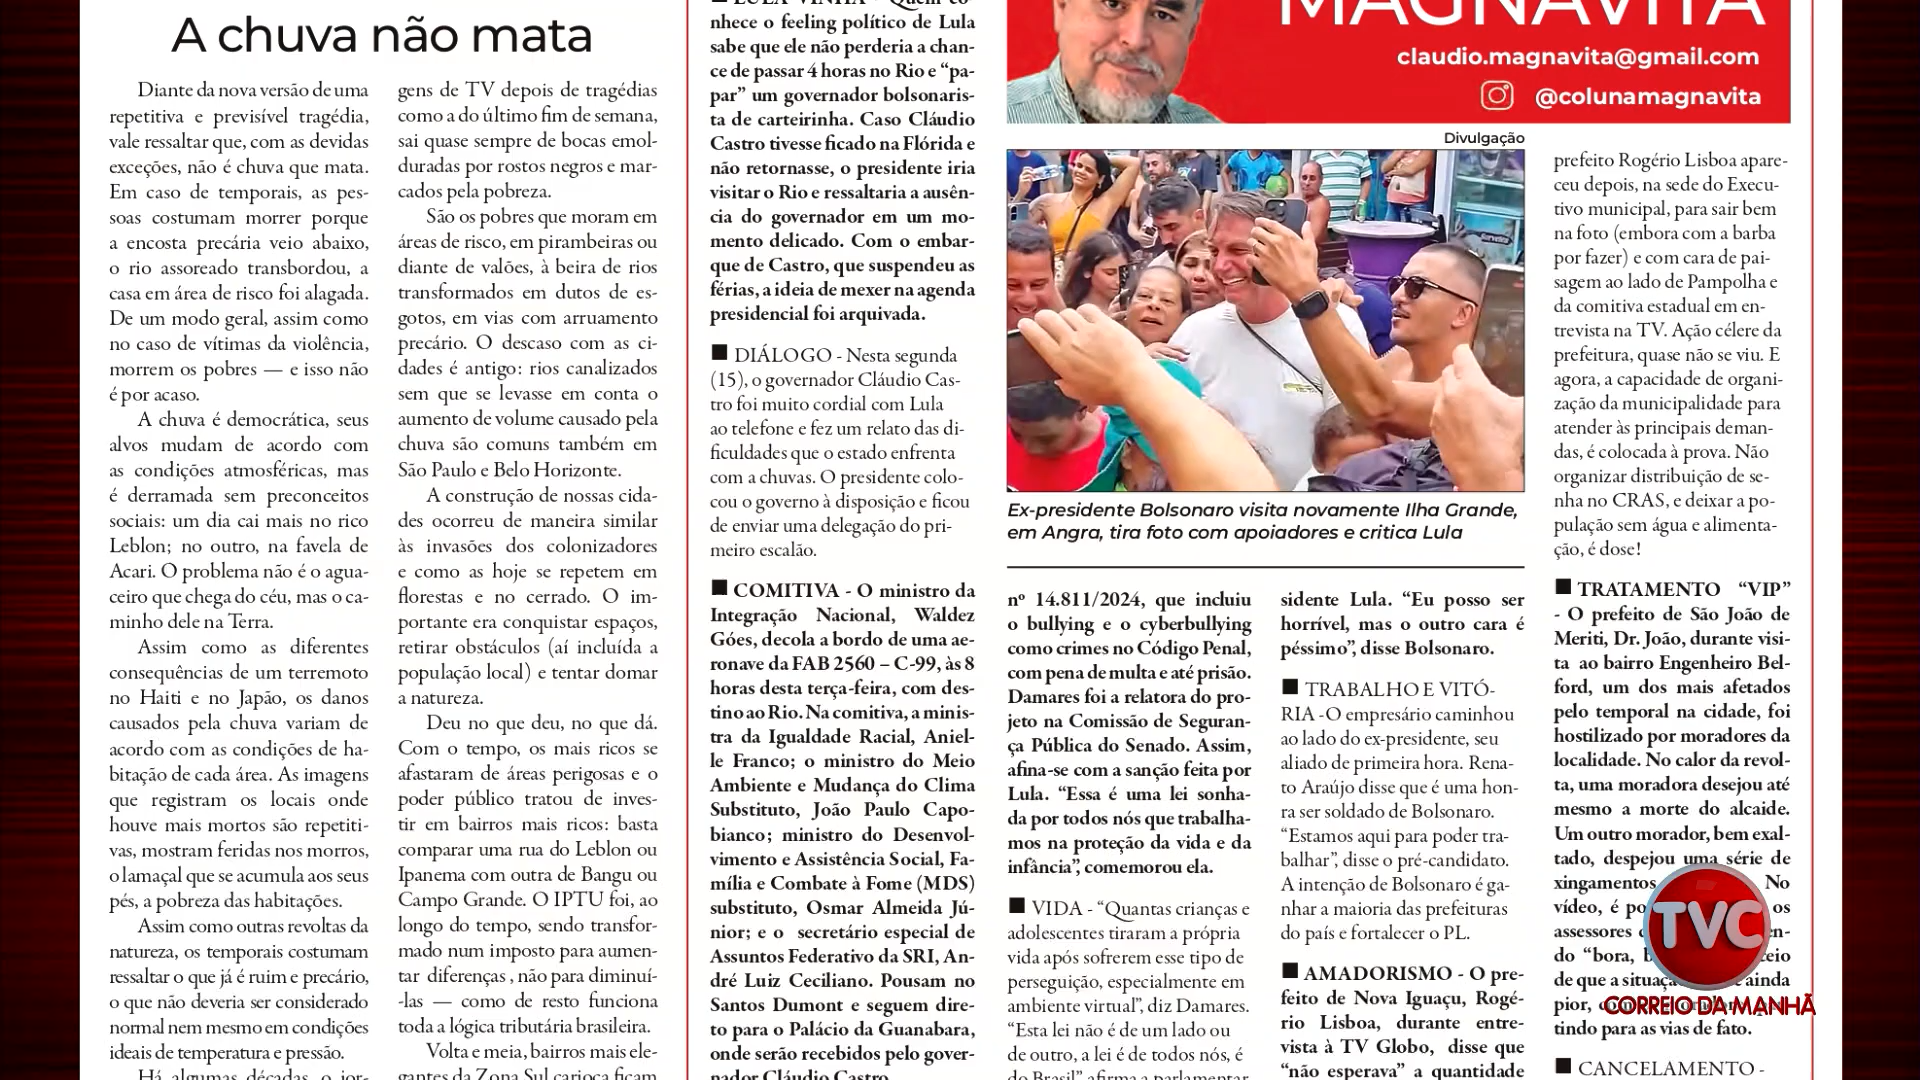 A chuva não mata
Diante da nova versão de uma
repetitiva e previsível tragédia,
vale ressaltar que, com as devidas
exceções, não é chuva que mata.
Em caso de temporais, as pes-
soas costumam morrer porque
a encosta precária veio abaixo,
o rio assoreado transbordou, a
casa em área de risco foi alagada.
De um modo geral, assim como
no caso de vítimas da violência,
morrem os pobres — e isso não
é por acaso.
A chuva é democrática, seus
alvos mudam de acordo com
as condições atmosféricas, mas
é derramada sem preconceitos
sociais: um dia cai mais no rico
Leblon; no outro, na favela de
Acari. O problema não é o agua-
ceiro que chega do céu, mas o ca-
minho dele na Terra.
Assim como as diferentes
consequências de um terremoto
no Haiti e no Japão, os danos
causados pela chuva variam de
acordo com as condições de ha-
bitação de cada área. As imagens
que registram os locais onde
houve mais mortos são repetiti-
vas, mostram feridas nos morros,
o lamaçal que se acumula aos seus
pés, a pobreza das habitações.
Assim como outras revoltas da
natureza, os temporais costumam
ressaltar o que já é ruim e precário,
o que não deveria ser considerado
normal nem mesmo em condições
ideais de temperatura e pressão.
Há algumas décadas, o jor-
gens de TV depois de tragédias
como a do último fim de semana,
sai quase sempre de bocas emol-
duradas por rostos negros e mar-
cados pela pobreza.
São os pobres que moram em
áreas de risco, em pirambeiras ou
diante de valões, à beira de rios
transformados em dutos de es-
gotos, em vias com arruamento
precário. O descaso com as ci-
dades é antigo: rios canalizados
sem que se levasse em conta o
aumento de volume causado pela
chuva são comuns também em
São Paulo e Belo Horizonte.
A construção de nossas cida-
des ocorreu de maneira similar
às invasões dos colonizadores
e como as hoje se repetem em
florestas e no cerrado. O im-
portante era conquistar espaços,
retirar obstáculos (aí incluída a
população local) e tentar domar
a natureza.
Deu no que deu, no que dá.
Com o tempo, os mais ricos se
afastaram de áreas perigosas e o
poder público tratou de inves-
tir em bairros mais ricos: basta
comparar uma rua do Leblon ou
Ipanema com outra de Bangu ou
Campo Grande. O IPTU foi, ao
longo do tempo, sendo transfor-
mado num imposto para aumen-
tar diferenças , não para diminuí-
-las — como de resto funciona
toda a lógica tributária brasileira.
Volta e meia, bairros mais ele-
gantes da Zona Sul carioca ficam
■ LULA VINHA - Quem co-
nhece o feeling político de Lula
sabe que ele não perderia a chan-
ce de passar 4 horas no Rio e “pa-
par” um governador bolsonaris-
ta de carteirinha. Caso Cláudio
Castro tivesse ficado na Flórida e
não retornasse, o presidente iria
visitar o Rio e ressaltaria a ausên-
cia do governador em um mo-
mento delicado. Com o embar-
que de Castro, que suspendeu as
férias, a ideia de mexer na agenda
presidencial foi arquivada.
■ DIÁLOGO - Nesta segunda
(15), o governador Cláudio Cas-
tro foi muito cordial com Lula
ao telefone e fez um relato das di-
ficuldades que o estado enfrenta
com a chuvas. O presidente colo-
cou o governo à disposição e ficou
de enviar uma delegação do pri-
meiro escalão.
■ COMITIVA - O ministro da
Integração Nacional, Waldez
Góes, decola a bordo de uma ae-
ronave da FAB 2560 – C-99, às 8
horas desta terça-feira, com des-
tino ao Rio. Na comitiva, a minis-
tra da Igualdade Racial, Aniel-
le Franco; o ministro do Meio
Ambiente e Mudança do Clima
Substituto, João Paulo Capo-
bianco; ministro do Desenvol-
vimento e Assistência Social, Fa-
mília e Combate à Fome (MDS)
substituto, Osmar Almeida Jú-
nior; e o secretário especial de
Assuntos Federativo da SRI, An-
dré Luiz Ceciliano. Pousam no
Santos Dumont e seguem dire-
to para o Palácio da Guanabara,
onde serão recebidos pelo gover-
nador Cláudio Castro.
MAGNAVITA
claudio.magnavita@gmail.com
@colunamagnavita
Divulgação
Ex-presidente Bolsonaro visita novamente Ilha Grande,
em Angra, tira foto com apoiadores e critica Lula
nº 14.811/2024, que incluiu
o bullying e o cyberbullying
como crimes no Código Penal,
com pena de multa e até prisão.
Damares foi a relatora do pro-
jeto na Comissão de Seguran-
ça Pública do Senado. Assim,
afina-se com a sanção feita por
Lula. “Essa é uma lei sonha-
da por todos nós que trabalha-
mos na proteção da vida e da
infância”, comemorou ela.
■ VIDA - “Quantas crianças e
adolescentes tiraram a própria
vida após sofrerem esse tipo de
perseguição, especialmente em
ambiente virtual”, diz Damares.
“Esta lei não é de um lado ou
de outro, a lei é de todos nós, é
do Brasil” afirma a parlamentar
sidente Lula. “Eu posso ser
horrível, mas o outro cara é
péssimo”, disse Bolsonaro.
■ TRABALHO E VITÓ-
RIA -O empresário caminhou
ao lado do ex-presidente, seu
aliado de primeira hora. Rena-
to Araújo disse que é uma hon-
ra ser soldado de Bolsonaro.
“Estamos aqui para poder tra-
balhar”, disse o pré-candidato.
A intenção de Bolsonaro é ga-
nhar a maioria das prefeituras
do país e fortalecer o PL.
■ AMADORISMO - O pre-
feito de Nova Iguaçu, Rogé-
rio Lisboa, durante entre-
vista à TV Globo, disse que
“não esperava” a quantidade
prefeito Rogério Lisboa apare-
ceu depois, na sede do Execu-
tivo municipal, para sair bem
na foto (embora com a barba
por fazer) e com cara de pai-
sagem ao lado de Pampolha e
da comitiva estadual em en-
trevista na TV. Ação célere da
prefeitura, quase não se viu. E
agora, a capacidade de organi-
zação da municipalidade para
atender às principais deman-
das, é colocada à prova. Não
organizar distribuição de se-
nha no CRAS, e deixar a po-
pulação sem água e alimenta-
ção, é dose!
■ TRATAMENTO “VIP”
- O prefeito de São João de
Meriti, Dr. João, durante visi-
ta ao bairro Engenheiro Bel-
ford, um dos mais afetados
pelo temporal na cidade, foi
hostilizado por moradores da
localidade. No calor da revol-
ta, uma moradora desejou até
mesmo a morte do alcaide.
Um outro morador, bem exal-
tado, despejou uma série de
xingamentos No
vídeo, é os
assessores
do “bora,
de que a ainda
pior,
tindo para as vias de fato.
■ CANCELAMENTO -
TVC
CORREIO DA MANHÃ